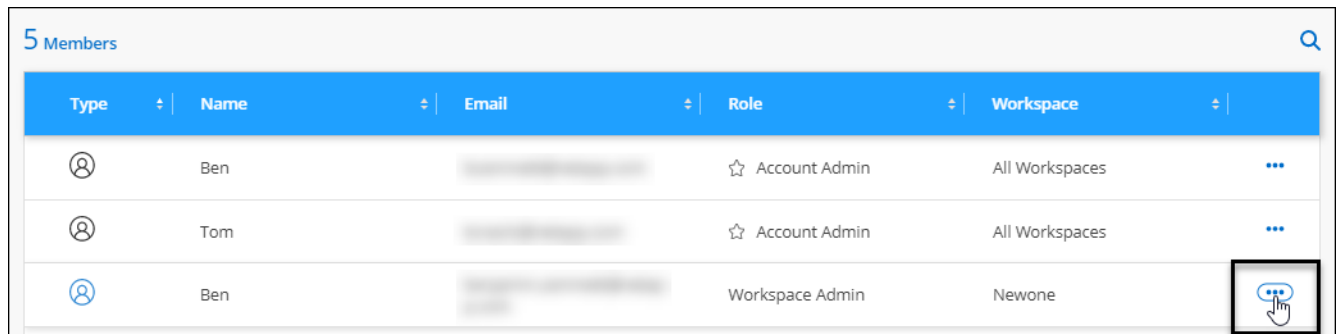 5 Members
Type Name Email Role Workspace
Ben Account Admin All Workspaces
Tom Account Admin All Workspaces
Ben Workspace Admin Newone